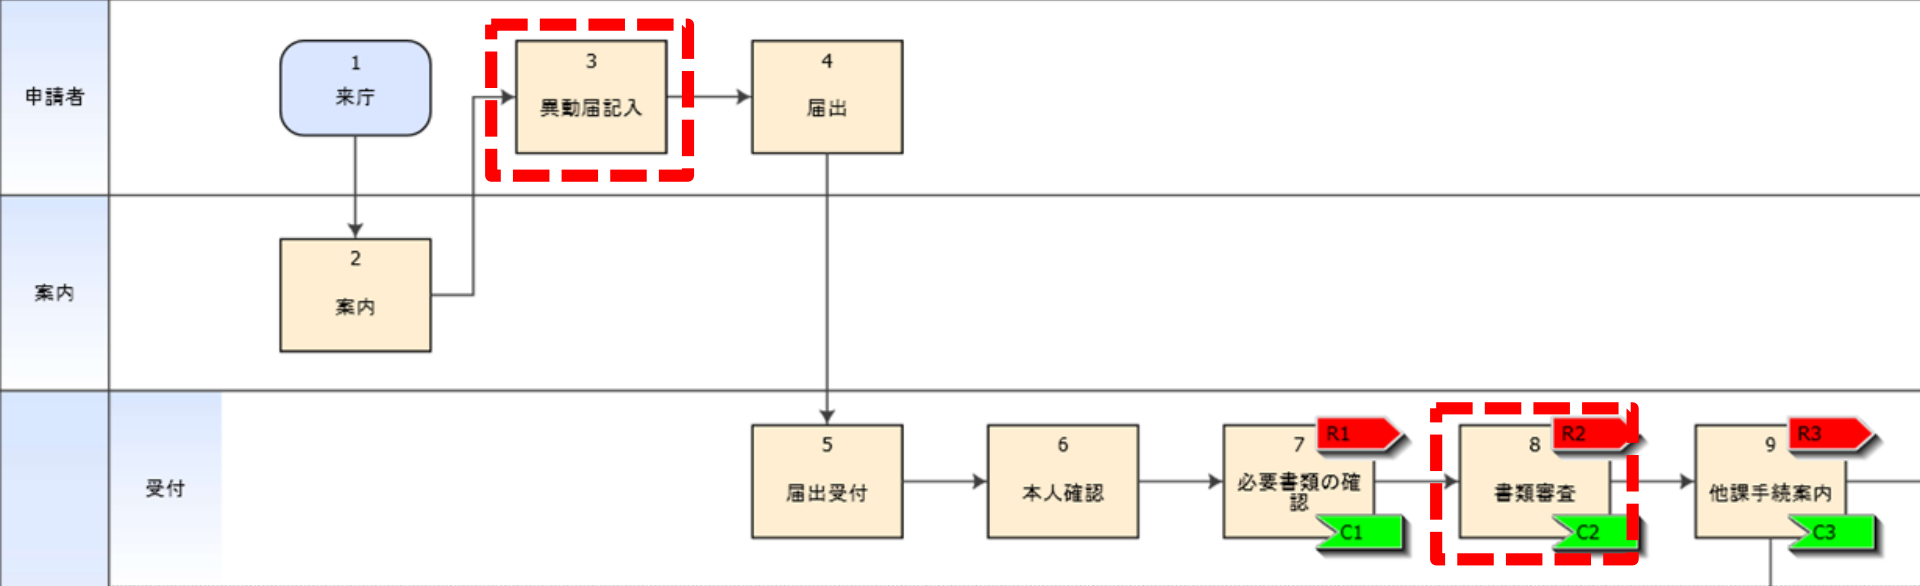 申請者
1
来庁
3
異動届記入
4
届出
案内
2
案内
受付
5
届出受付
6
本人確認
7
R1
必要書類の確
認
C1
8
R2
書類審査
C2
9
R3
他課手続案内
C3